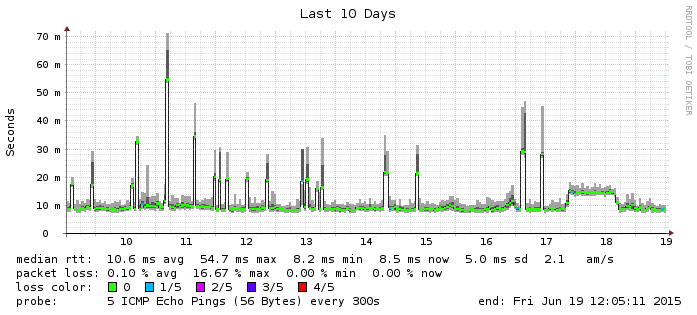 Last 10 Days
RRDTOOL / TOBI OETIKER
Seconds
70 m
60 m
50 m
40 m
30 m
20 m
10 m
0
10 11 12 13 14 15 16 17 18 19
median rtt: 10.6 ms avg 54.7 ms max 8.2 ms min 8.5 ms now 5.0 ms sd 2.1 am/s
packet loss: 0.10 % avg 16.67 % max 0.00 % min 0.00 % now
loss color: 0 1/5 2/5 3/5 4/5
probe: 5 ICMP Echo Pings (56 Bytes) every 300s end: Fri Jun 19 12:05:11 2015